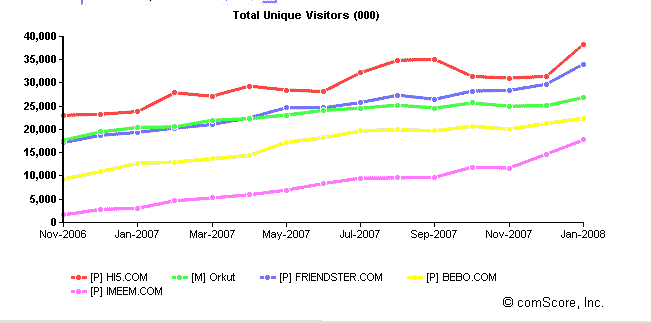 Total Unique Visitors (000)
40,000
35,000
30,000
25,000
20,000
15,000
10,000
5,000
0
Nov-2006 Jan-2007 Mar-2007 May-2007 Jul-2007 Sep-2007 Nov-2007 Jan-2008
[P] HI5.COM [M] Orkut [P] FRIENDSTER.COM [P] BEBO.COM
[P] IMEEM.COM
© comScore, Inc.